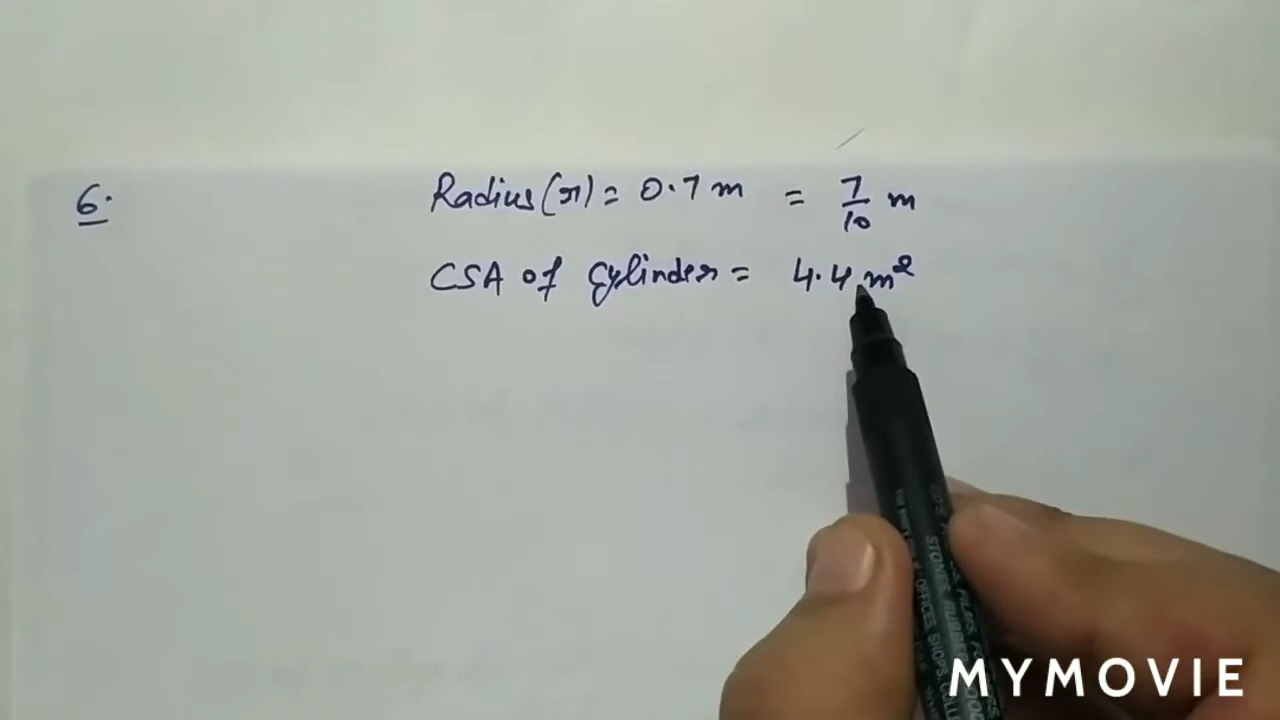 6.
Radius (r) = 0.7 m = 7/10 m
CSA of cylinder = 4.4 m²
MYMOVIE